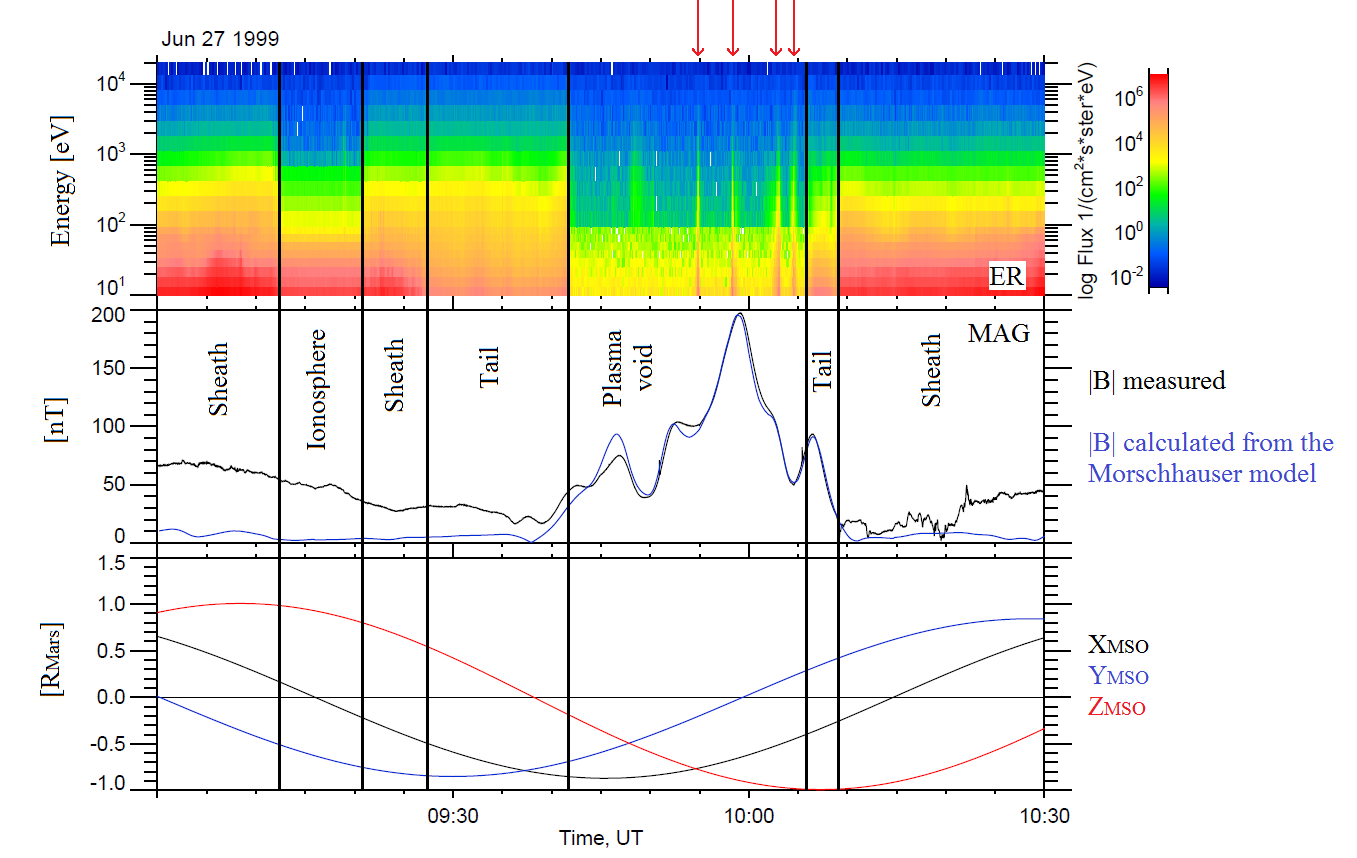 Jun 27 1999
Energy [eV]
10⁴
10³
10²
10¹
ER
log Flux 1/(cm²*s*ster*eV)
10⁶
10⁴
10²
10⁰
10⁻²
[nT]
200
150
100
50
0
Sheath
Ionosphere
Sheath
Tail
Plasma
void
Tail
Sheath
MAG
|B| measured
|B| calculated from the
Morschhauser model
[RMars]
1.5
1.0
0.5
0.0
-0.5
-1.0
XMSO
YMSO
ZMSO
09:30
10:00
10:30
Time, UT